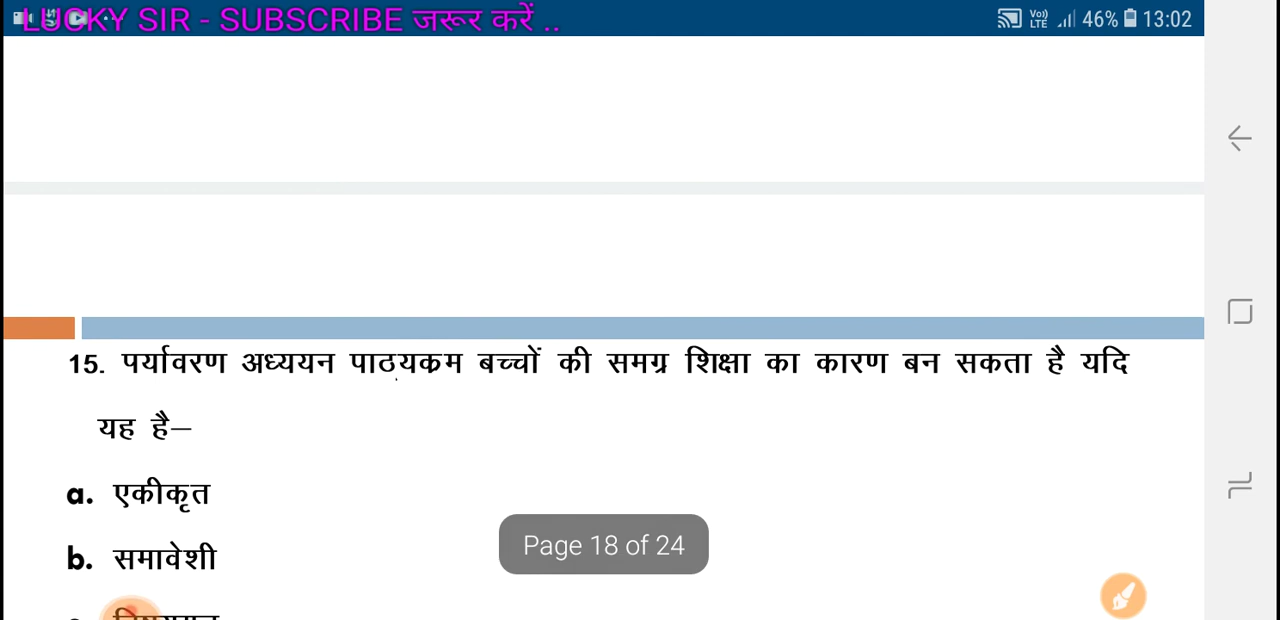 LUCKY SIR - SUBSCRIBE जरूर करें ..
46% 13:02
15. पर्यावरण अध्ययन पाठ्यक्रम बच्चों की समग्र शिक्षा का कारण बन सकता है यदि
यह है–
a. एकीकृत
b. समावेशी
Page 18 of 24